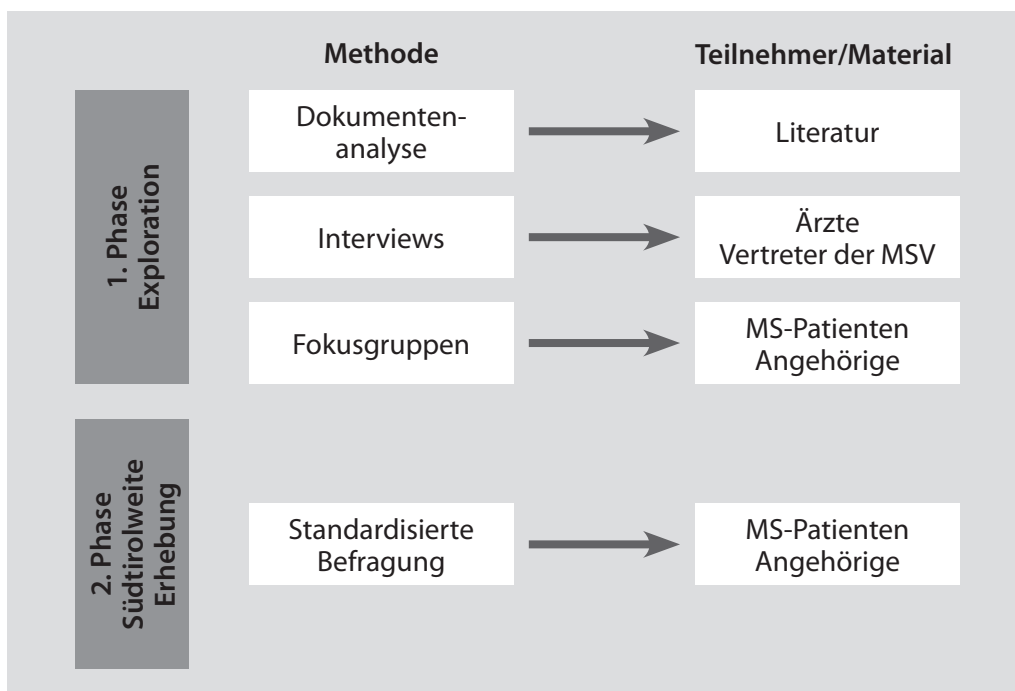 Methode
Teilnehmer/Material
1. Phase
Exploration
Dokumenten-
analyse
Literatur
Interviews
Ärzte
Vertreter der MSV
Fokusgruppen
MS-Patienten
Angehörige
2. Phase
Südtirolweite
Erhebung
Standardisierte
Befragung
MS-Patienten
Angehörige